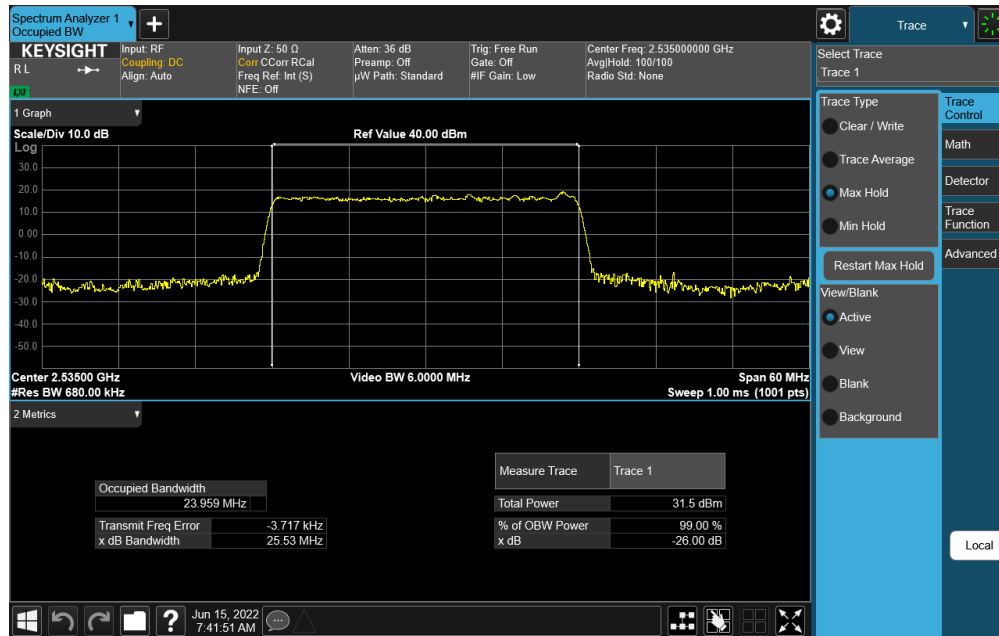 Spectrum Analyzer 1
Occupied BW
+
Trace
KEYSIGHT
R L
LXI
Input: RF
Coupling: DC
Align: Auto
Input Z: 50 Ω
Corr CCorr RCal
Freq Ref: Int (S)
NFE: Off
Atten: 36 dB
Preamp: Off
µW Path: Standard
Trig: Free Run
Gate: Off
#IF Gain: Low
Center Freq: 2.535000000 GHz
Avg|Hold: 100/100
Radio Std: None
Select Trace
Trace 1
1 Graph
Scale/Div 10.0 dB
Ref Value 40.00 dBm
Log
30.0
20.0
10.0
0.00
-10.0
-20.0
-30.0
-40.0
-50.0
Center 2.53500 GHz
#Res BW 680.00 kHz
Video BW 6.0000 MHz
Span 60 MHz
Sweep 1.00 ms (1001 pts)
Trace Type
Clear / Write
Trace Average
Max Hold
Min Hold
Restart Max Hold
View/Blank
Active
View
Blank
Background
Trace
Control
Math
Detector
Trace
Function
Advanced
Local
2 Metrics
Measure Trace Trace 1
Occupied Bandwidth
23.959 MHz
Total Power 31.5 dBm
Transmit Freq Error -3.717 kHz
% of OBW Power 99.00 %
x dB Bandwidth 25.53 MHz
x dB -26.00 dB
?
Jun 15, 2022
7:41:51 AM